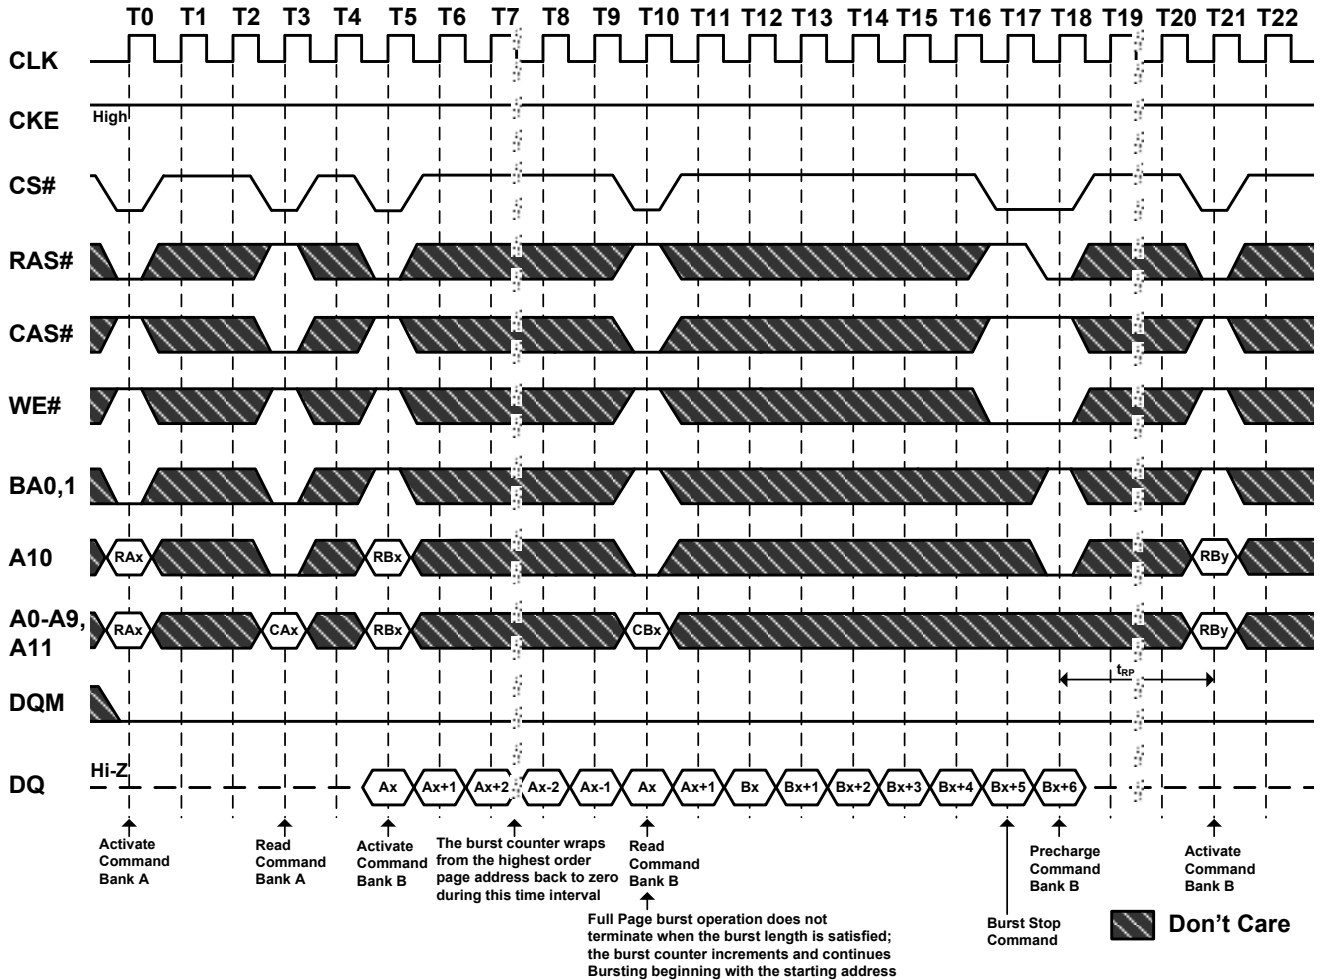 T0 T1 T2 T3 T4 T5 T6 T7 T8 T9 T10 T11 T12 T13 T14 T15 T16 T17 T18 T19 T20 T21 T22
CLK
CKE High
CS#
RAS#
CAS#
WE#
BA0,1
A10 RAx RBx RBy
A0-A9,
A11
RAx CAx RBx CBx RBy
tRP
DQM
DQ Hi-Z Ax Ax+1 Ax+2 Ax-2 Ax-1 Ax Ax+1 Bx Bx+1 Bx+2 Bx+3 Bx+4 Bx+5 Bx+6
Activate
Command
Bank A
Read
Command
Bank A
Activate
Command
Bank B
The burst counter wraps
from the highest order
page address back to zero
during this time interval
Read
Command
Bank B
Full Page burst operation does not
terminate when the burst length is satisfied;
the burst counter increments and continues
Bursting beginning with the starting address
Burst Stop
Command
Precharge
Command
Bank B
Activate
Command
Bank B
Don't Care